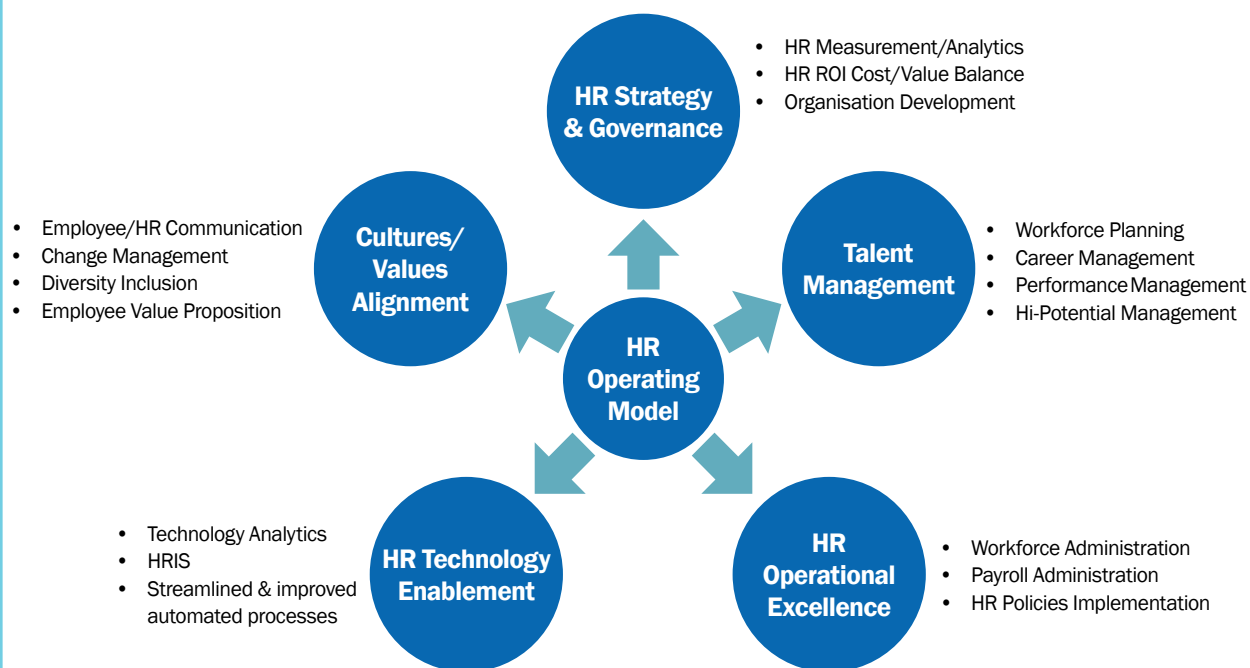 HR Strategy
& Governance
• HR Measurement/Analytics
• HR ROI Cost/Value Balance
• Organisation Development
• Employee/HR Communication
• Change Management
• Diversity Inclusion
• Employee Value Proposition
Cultures/
Values
Alignment
Talent
Management
• Workforce Planning
• Career Management
• Performance Management
• Hi-Potential Management
HR
Operating
Model
• Technology Analytics
• HRIS
• Streamlined & improved
automated processes
HR Technology
Enablement
HR
Operational
Excellence
• Workforce Administration
• Payroll Administration
• HR Policies Implementation